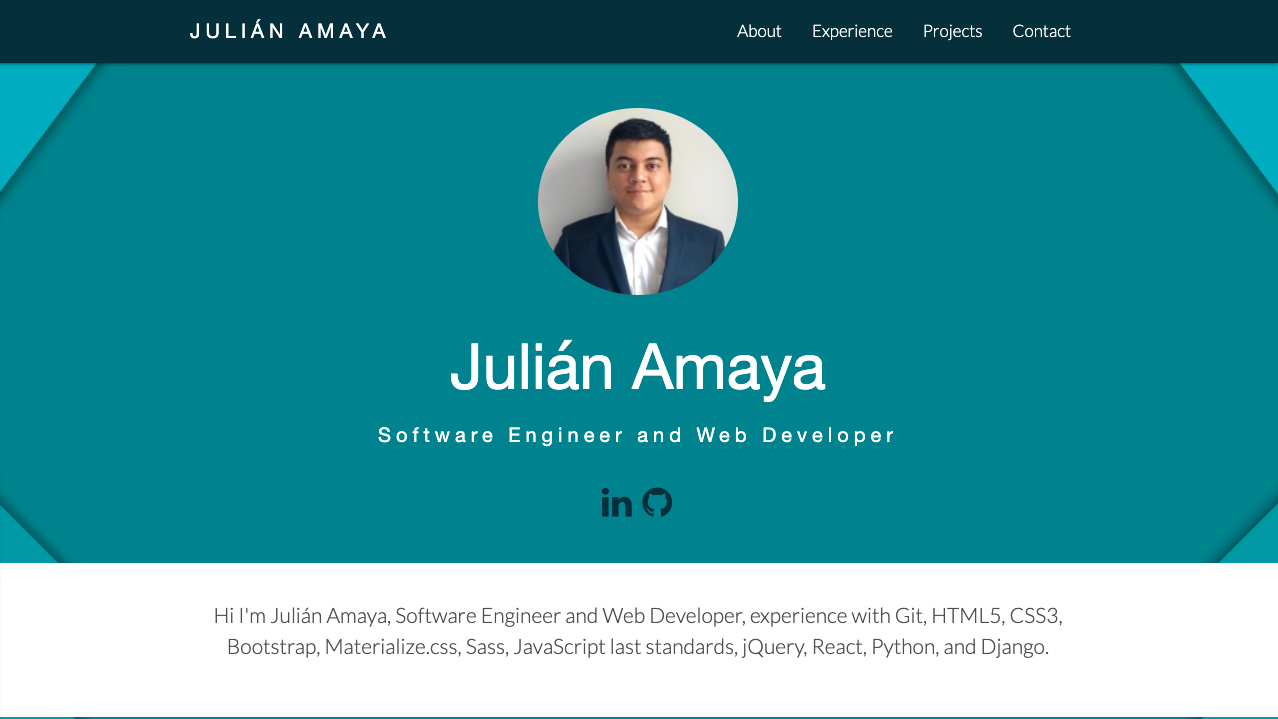 JULIÁN AMAYA
About Experience Projects Contact
Julián Amaya
Software Engineer and Web Developer
in
Hi I'm Julián Amaya, Software Engineer and Web Developer, experience with Git, HTML5, CSS3,
Bootstrap, Materialize.css, Sass, JavaScript last standards, jQuery, React, Python, and Django.